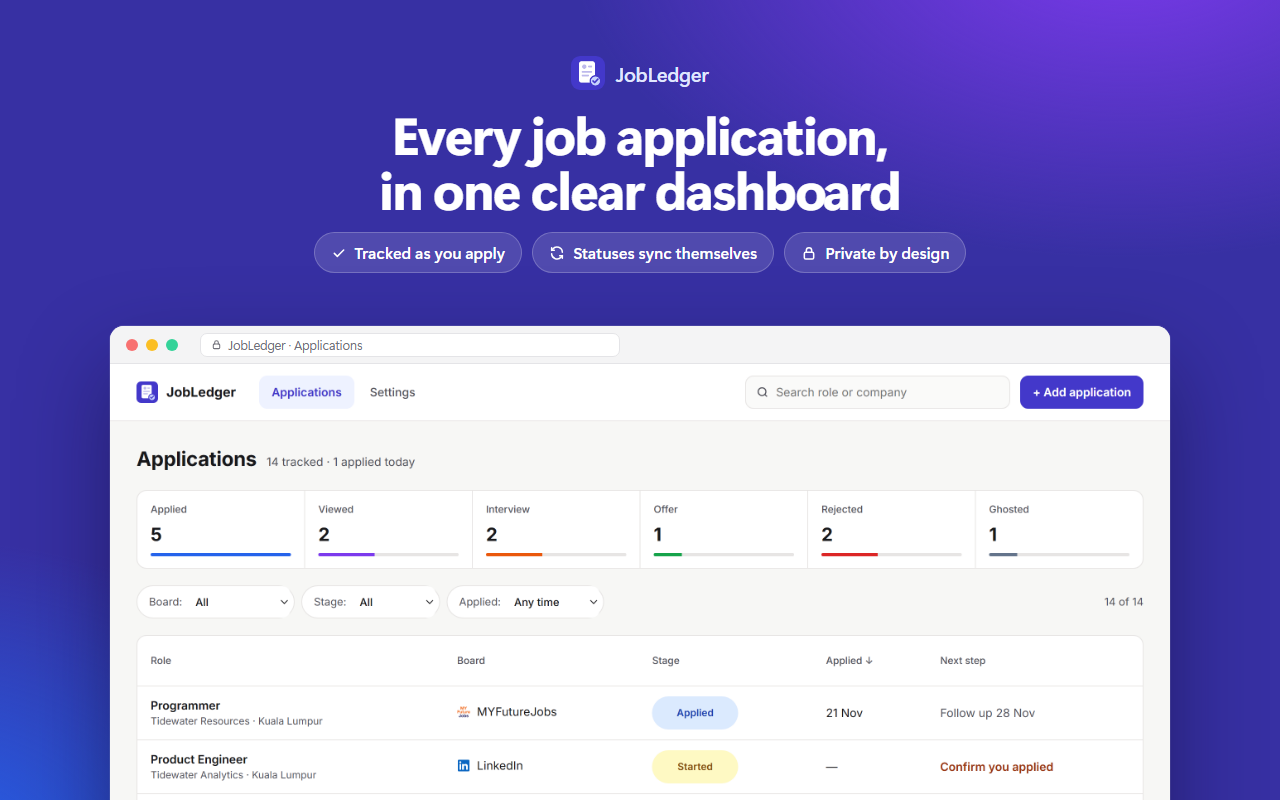 JobLedger
Every job application,
in one clear dashboard
Tracked as you apply
Statuses sync themselves
Private by design
JobLedger · Applications
JobLedger
Applications
Settings
Search role or company
+ Add application
Applications 14 tracked · 1 applied today
Applied
Viewed
Interview
Offer
Rejected
Ghosted
5
2
2
1
2
1
Board: All
Stage: All
Applied: Any time
14 of 14
Role
Board
Stage
Applied ↓
Next step
Programmer
Tidewater Resources · Kuala Lumpur
MYFutureJobs
Applied
21 Nov
Follow up 28 Nov
Product Engineer
Tidewater Analytics · Kuala Lumpur
LinkedIn
Started
—
Confirm you applied